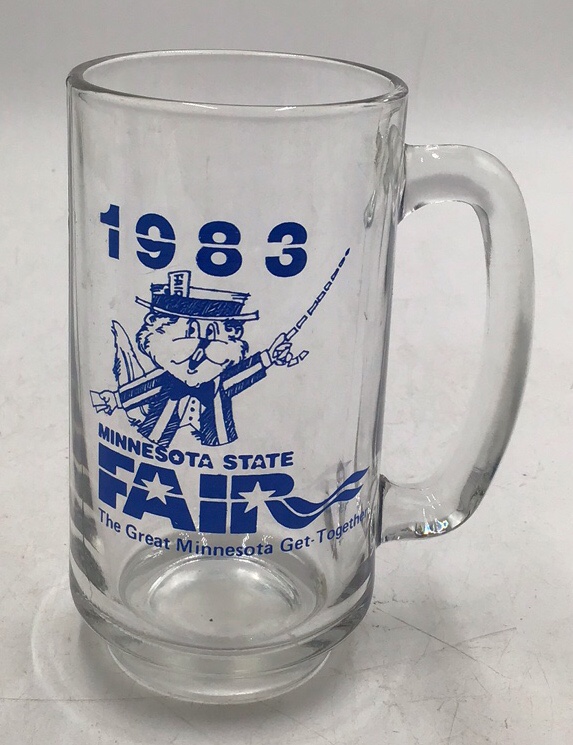 1983
MINNESOTA STATE
FAIR
The Great Minnesota Get-Together